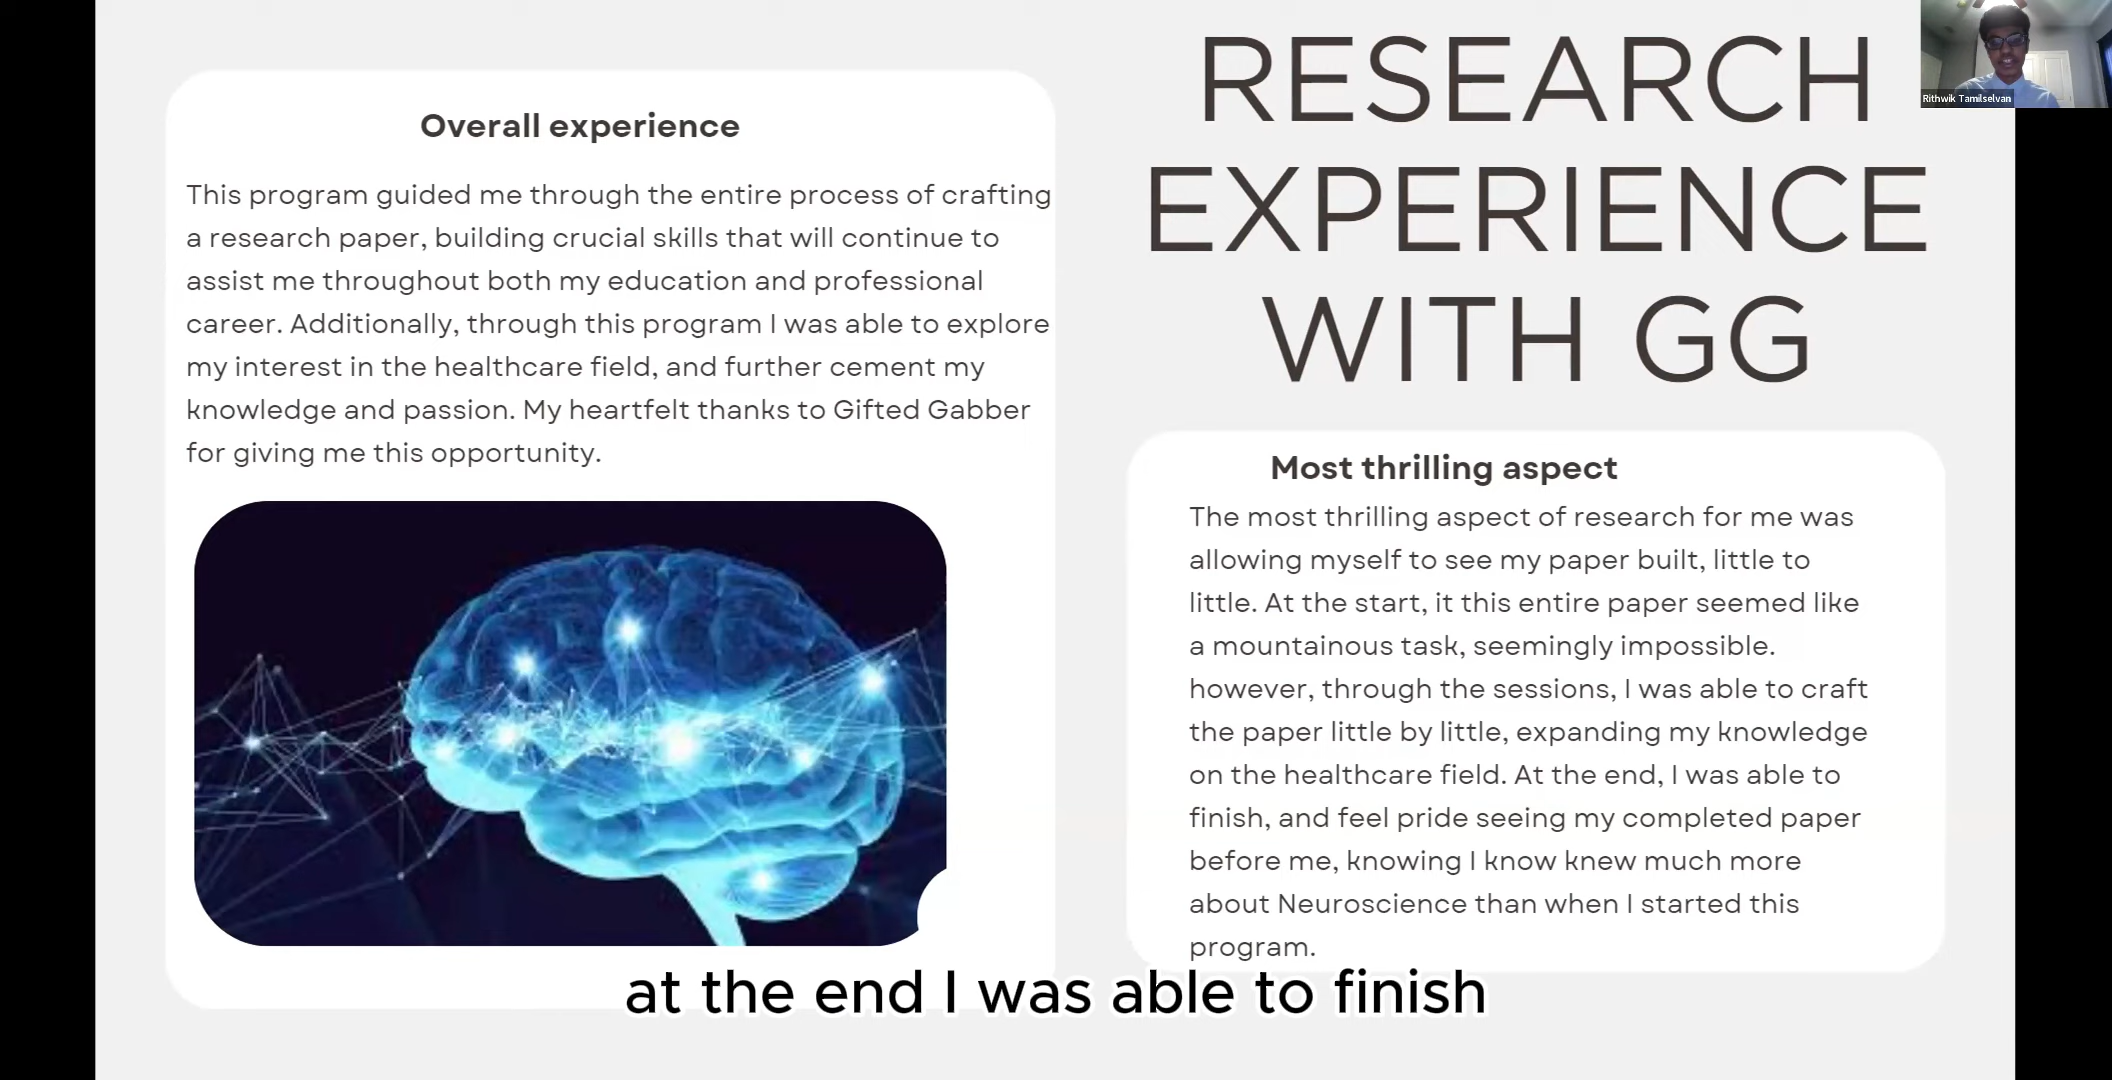 Overall experience
This program guided me through the entire process of crafting
a research paper, building crucial skills that will continue to
assist me throughout both my education and professional
career. Additionally, through this program I was able to explore
my interest in the healthcare field, and further cement my
knowledge and passion. My heartfelt thanks to Gifted Gabber
for giving me this opportunity.
RESEARCH
EXPERIENCE
WITH GG
Rithwik Tamilselvan
Most thrilling aspect
The most thrilling aspect of research for me was
allowing myself to see my paper built, little to
little. At the start, it this entire paper seemed like
a mountainous task, seemingly impossible.
however, through the sessions, I was able to craft
the paper little by little, expanding my knowledge
on the healthcare field. At the end, I was able to
finish, and feel pride seeing my completed paper
before me, knowing I know knew much more
about Neuroscience than when I started this
program.
at the end I was able to finish